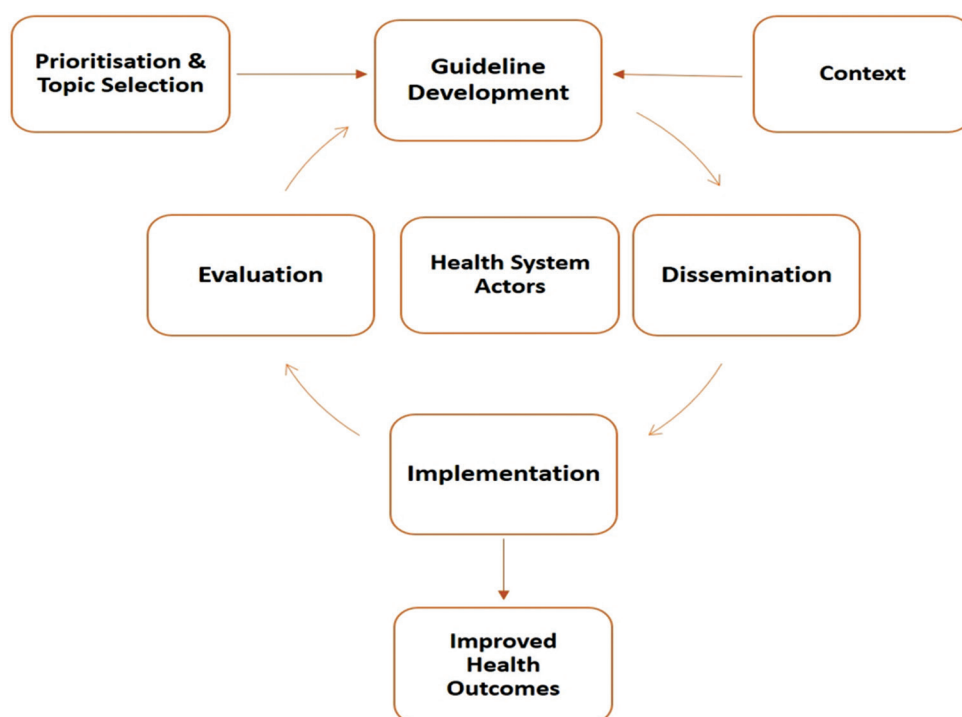 Prioritisation &
Topic Selection
Guideline
Development
Context
Evaluation
Health System
Actors
Dissemination
Implementation
Improved
Health
Outcomes